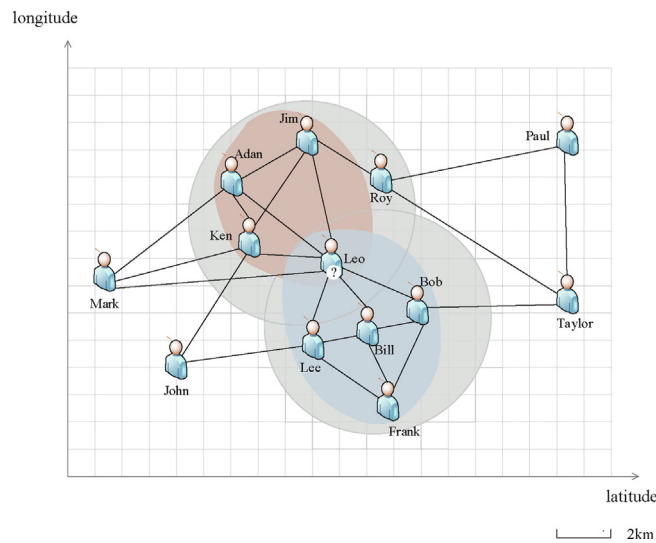 longitude
Jim
Paul
Adan
Roy
Ken
Leo
?
Bob
Mark
Taylor
Bill
Lee
John
Frank
latitude
2km